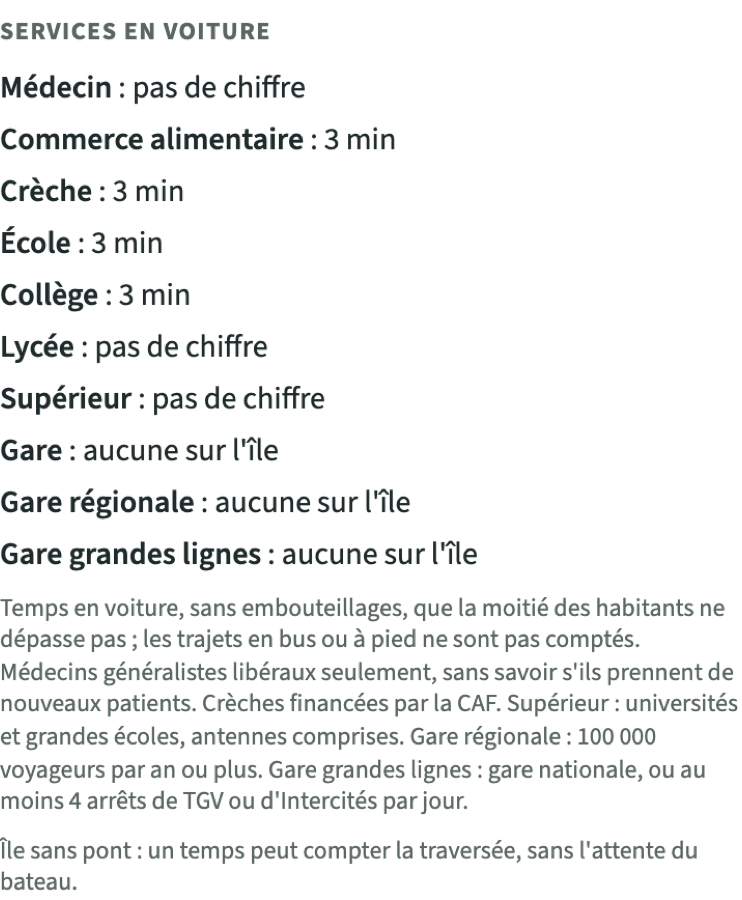 SERVICES EN VOITURE
Médecin : pas de chiffre
Commerce alimentaire : 3 min
Crèche : 3 min
École : 3 min
Collège : 3 min
Lycée : pas de chiffre
Supérieur : pas de chiffre
Gare : aucune sur l'île
Gare régionale : aucune sur l'île
Gare grandes lignes : aucune sur l'île
Temps en voiture, sans embouteillages, que la moitié des habitants ne
dépasse pas ; les trajets en bus ou à pied ne sont pas comptés.
Médecins généralistes libéraux seulement, sans savoir s'ils prennent de
nouveaux patients. Crèches financées par la CAF. Supérieur : universités
et grandes écoles, antennes comprises. Gare régionale : 100 000
voyageurs par an ou plus. Gare grandes lignes : gare nationale, ou au
moins 4 arrêts de TGV ou d'Intercités par jour.
Île sans pont : un temps peut compter la traversée, sans l'attente du
bateau.